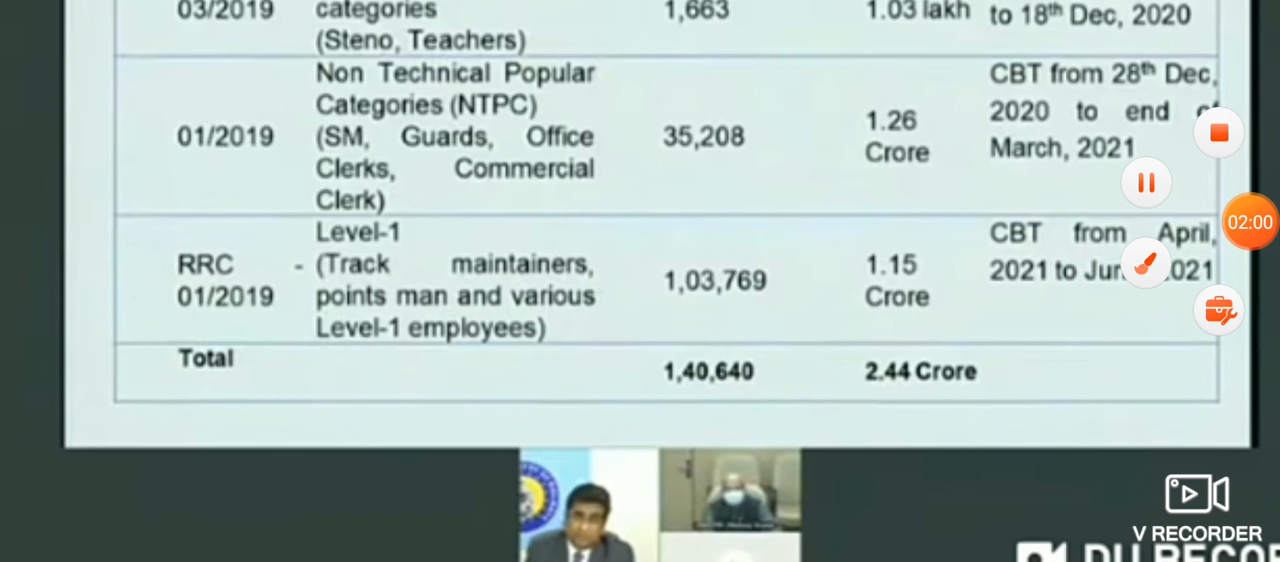 03/2019 categories 1,663 1.03 lakh to 18th Dec, 2020
(Steno, Teachers)
Non Technical Popular
Categories (NTPC)
01/2019 (SM, Guards, Office
Clerks, Commercial
Clerk)
35,208
1.26
Crore
CBT from 28th Dec,
2020 to end
March, 2021
RRC -
01/2019
Level-1
(Track maintainers,
points man and various
Level-1 employees)
1,03,769
1.15
Crore
CBT from April,
2021 to 021
Total 1,40,640 2.44 Crore
02:00
V RECORDER
DU RECOR